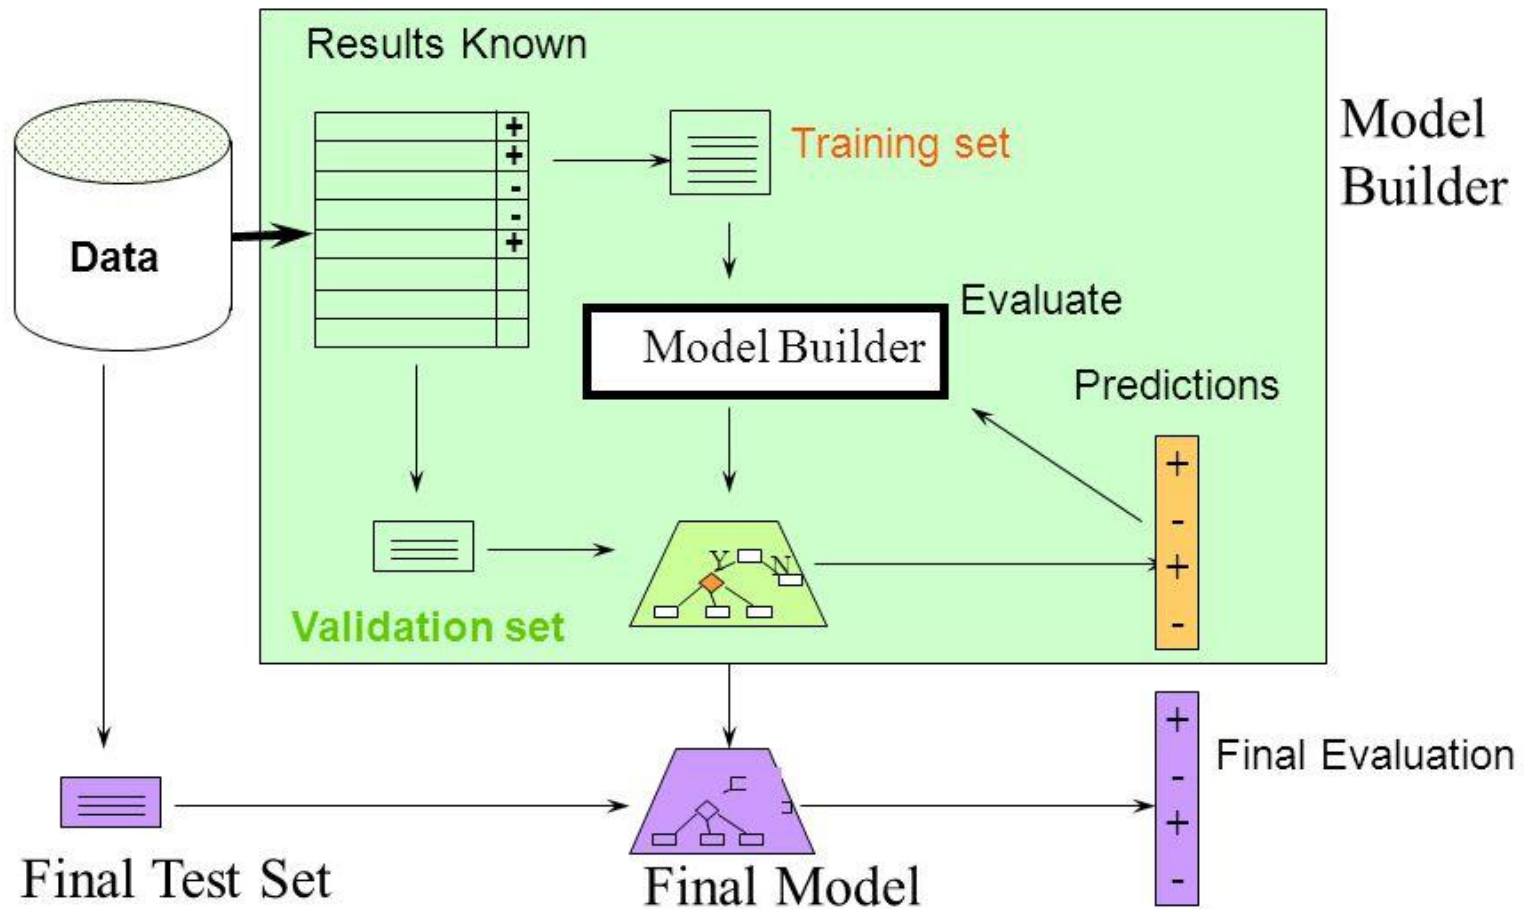 Results Known
Model
Builder
+
+
-
-
+
Training set
Data
Evaluate
Model Builder
Predictions
+
-
+
-
Y
N
Validation set
+
-
+
-
Final Evaluation
Final Test Set
Final Model